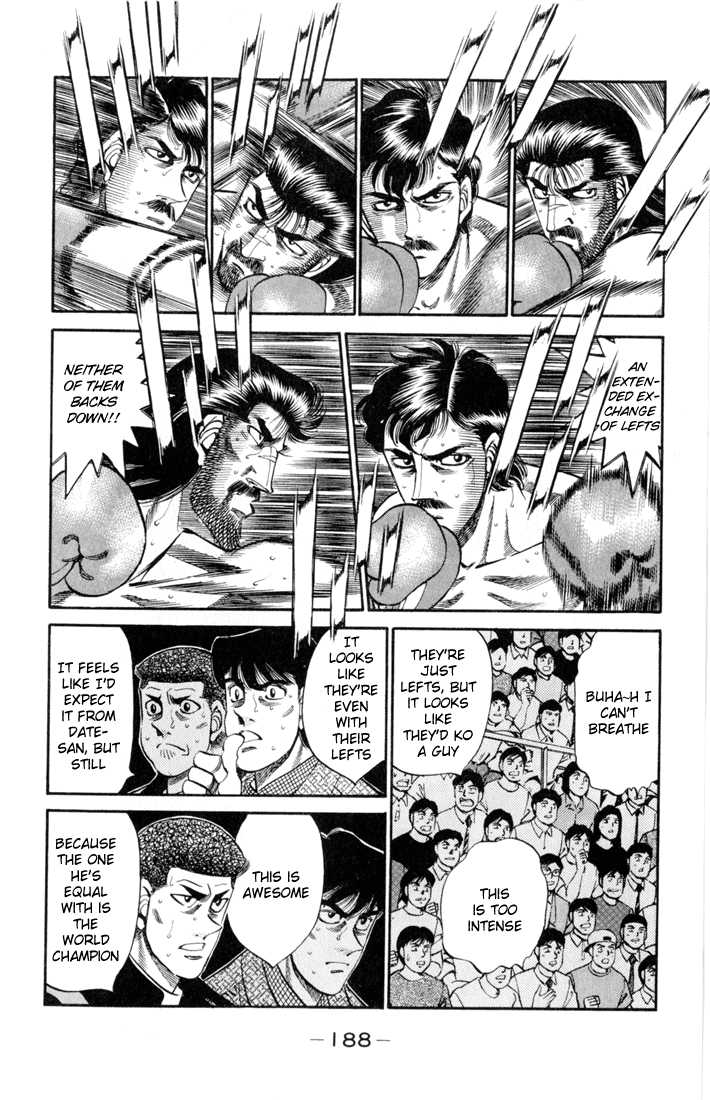 AN
EXTEN-
DED EX-
CHANGE
OF LEFTS
NEITHER
OF THEM
BACKS
DOWN!!
BUHA~H I
CAN'T
BREATHE
THEY'RE
JUST
LEFTS, BUT
IT LOOKS
LIKE
THEY'D KO
A GUY
THIS
IS TOO
INTENSE
IT
LOOKS
LIKE
THEY'RE
EVEN
WITH
THEIR
LEFTS
IT FEELS
LIKE I'D
EXPECT
IT FROM
DATE-
SAN, BUT
STILL
THIS IS
AWESOME
BECAUSE
THE ONE
HE'S
EQUAL
WITH IS
THE
WORLD
CHAMPION
-188-